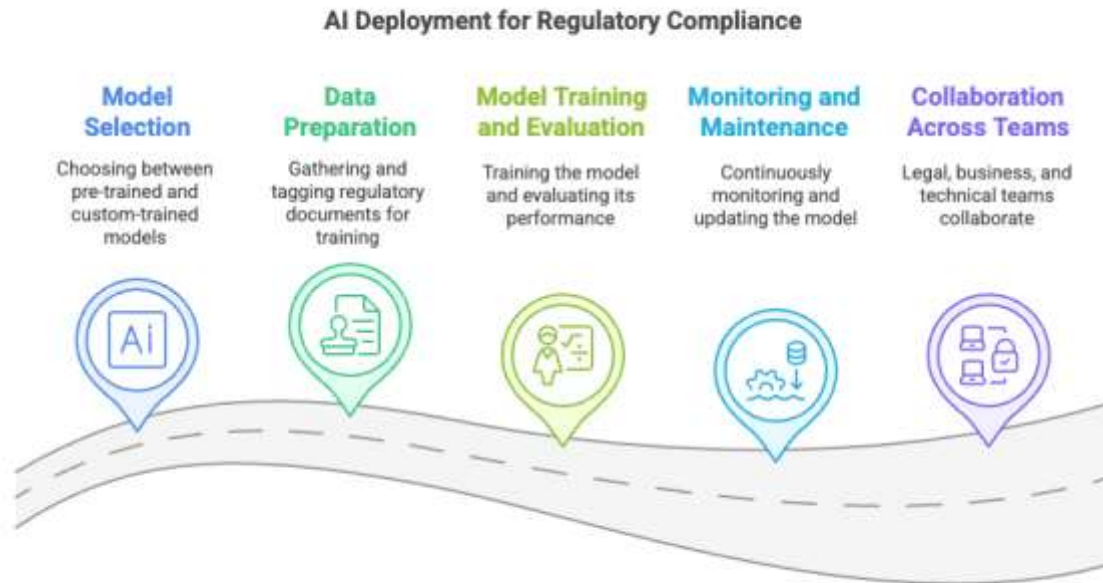 AI Deployment for Regulatory Compliance
Model
Selection
Choosing between
pre-trained and
custom-trained
models
Data
Preparation
Gathering and
tagging regulatory
documents for
training
Model Training
and Evaluation
Training the model
and evaluating its
performance
Monitoring and
Maintenance
Continuously
monitoring and
updating the model
Collaboration
Across Teams
Legal, business, and
technical teams
collaborate
Ai